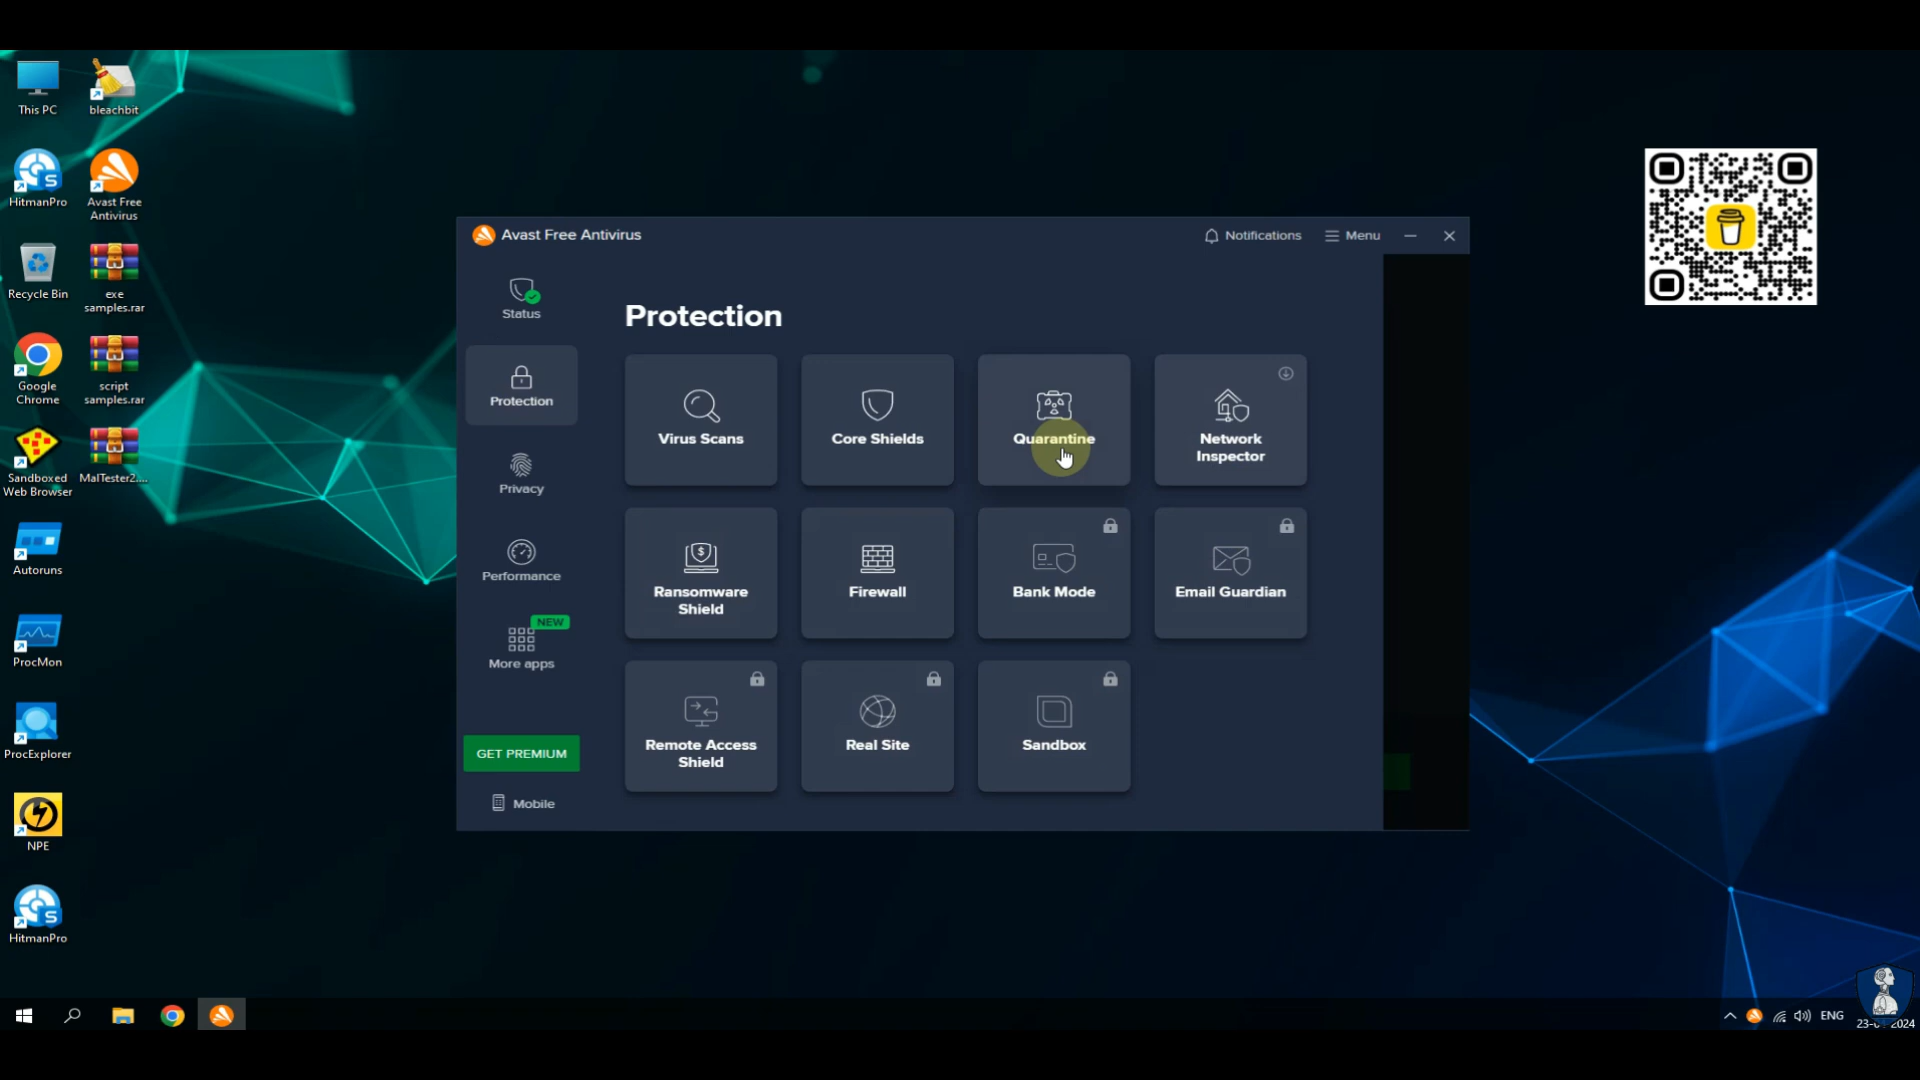 This PC
bleachbit
HitmanPro
Avast Free
Antivirus
Recycle Bin
exe
samples.rar
Google
Chrome
script
samples.rar
Sandboxed
Web Browser
MalTester2....
Autoruns
ProcMon
ProcExplorer
NPE
HitmanPro
Avast Free Antivirus
Notifications
Menu
Status
Protection
Privacy
Performance
NEW
More apps
GET PREMIUM
Mobile
Protection
Virus Scans
Core Shields
Quarantine
Network
Inspector
Ransomware
Shield
Firewall
Bank Mode
Email Guardian
Remote Access
Shield
Real Site
Sandbox
ENG